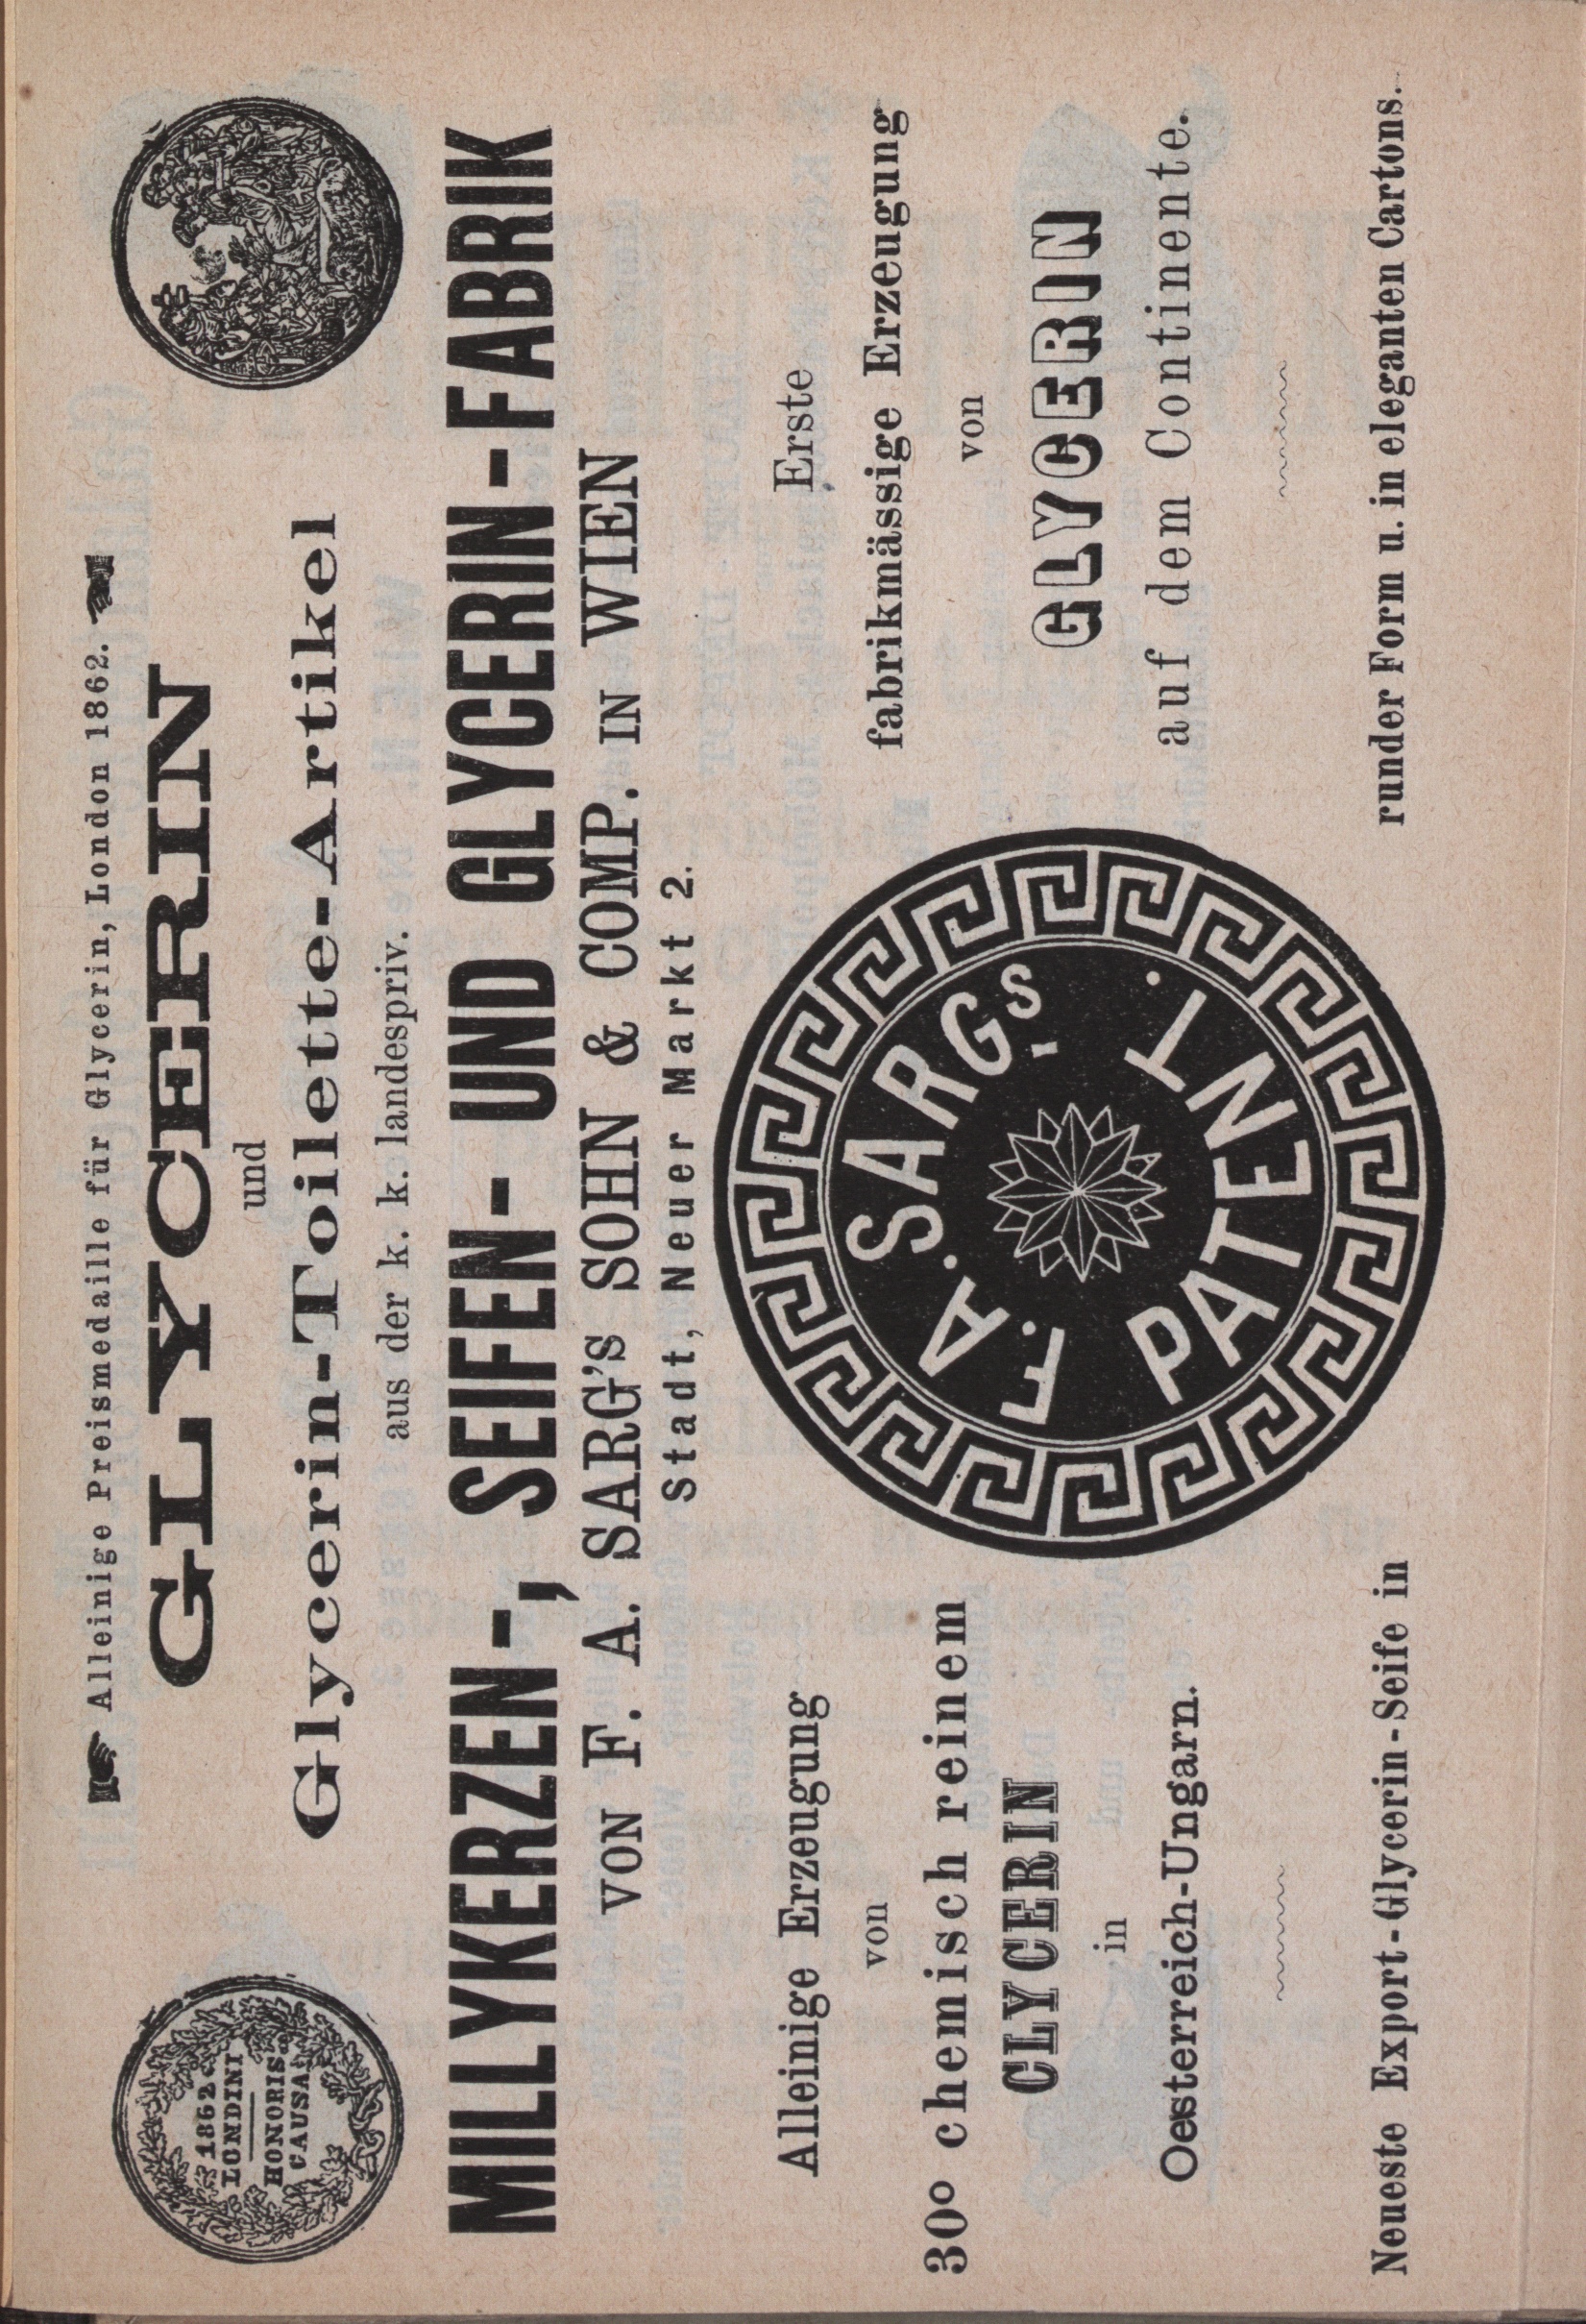 ☛ Alleinige Preismedaille für Glycerin, London 1862. ☚
GLYCERIN
und
Glycerin-Toilette-Artikel
aus der k. k. landespriv.
1862
LONDINI
HONORIS
CAUSA
MILLYKERZEN-, SEIFEN- UND GLYCERIN-FABRIK
VON F. A. SARG'S SOHN & COMP. IN WIEN
Stadt, Neuer Markt 2.
Alleinige Erzeugung
von
30º chemisch reinem
GLYCERIN
in
Oesterreich-Ungarn.
F. A. SARG's
PATENT.
Erste
fabrikmässige Erzeugung
von
GLYCERIN
auf dem Continente.
Neueste Export-Glycerin-Seife in runder Form u. in eleganten Cartons.